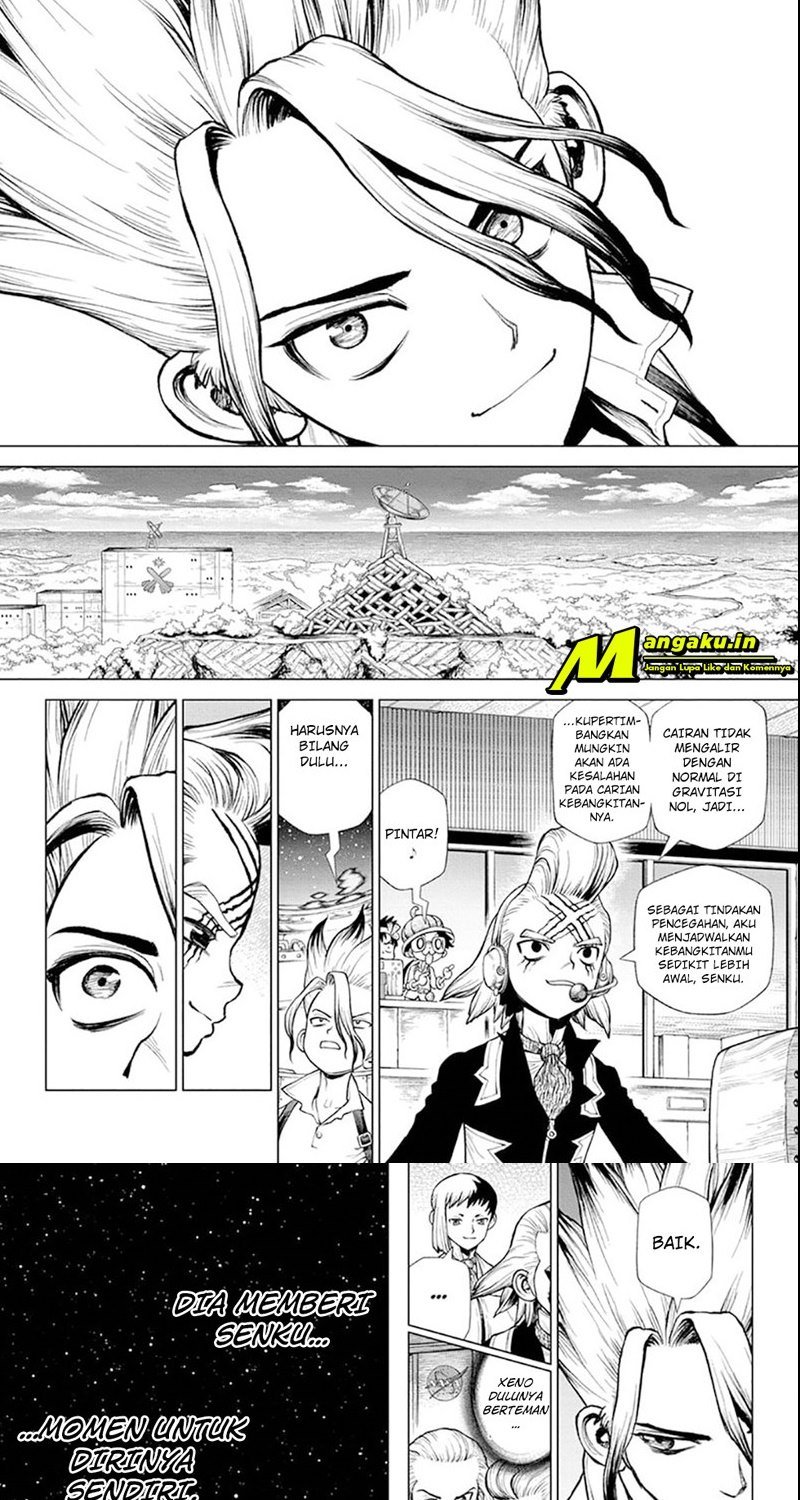 Mangaku.in
Jangan Lupa Like dan Komennya
CAIRAN TIDAK
MENGALIR
DENGAN
NORMAL DI
GRAVITASI
NOL, JADI...
...KUPERTIM-
BANGKAN
MUNGKIN
AKAN ADA
KESALAHAN
PADA CARIAN
KEBANGKITAN-
NYA.
SEBAGAI TINDAKAN
PENCEGAHAN, AKU
MENJADWALKAN
KEBANGKITANMU
SEDIKIT LEBIH
AWAL, SENKU.
PINTAR!
♪
HARUSNYA
BILANG
DULU...
BAIK.
...
XENO
DULUNYA
BERTEMAN
...
DIA MEMBERI
SENKU...
...MOMEN UNTUK
DIRINYA
SENDIRI.